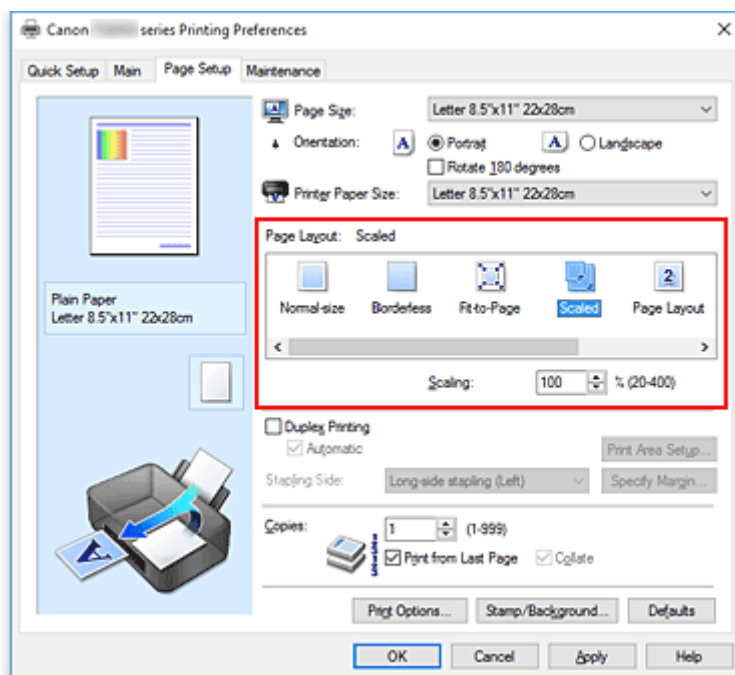 Canon series Printing Preferences
Quick Setup Main Page Setup Maintenance
Page Size: Letter 8.5"x11" 22x28cm
Orientation: A Portrait A Landscape
Rotate 180 degrees
Printer Paper Size: Letter 8.5"x11" 22x28cm
Page Layout: Scaled
Normal-size Borderless Fit-to-Page Scaled 2 Page Layout
Scaling: 100 % (20-400)
Plain Paper
Letter 8.5"x11" 22x28cm
Duplex Printing
Automatic
Print Area Setup...
Stapling Side: Long-side stapling (Left) Specify Margin...
Copies: 1 (1-999)
Print from Last Page Collate
Print Options... Stamp/Background... Defaults
OK Cancel Apply Help